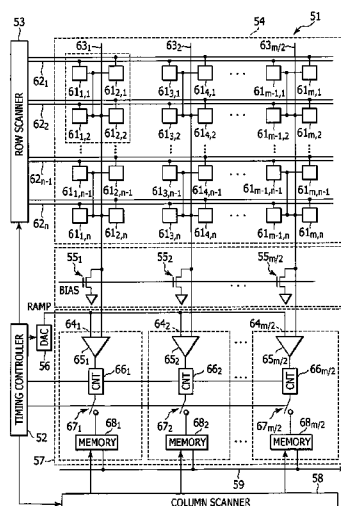 53
54
51
63₁ 63₂ 63m/2
ROW SCANNER
62₁
61₁,₁ 61₂,₁ 61₃,₁ 61₄,₁ 61m-1,1 61m,1
62₂
61₁,₂ 61₂,₂ 61₃,₂ 61₄,₂ 61m-1,2 61m,2
62n-1
61₁,n-1 61₂,n-1 61₃,n-1 61₄,n-1 61m-1,n-1 61m,n-1
62n
61₁,n 61₂,n 61₃,n 61₄,n 61m-1,n 61m,n
55₁ 55₂ 55m/2
BIAS
RAMP
64₁ 64₂ 64m/2
DAC
56
TIMING CONTROLLER
65₁ 65₂ 65m/2
66₁ 66₂ 66m/2
CNT CNT CNT
67₁ 67₂ 67m/2
68₁ 68₂ 68m/2
MEMORY MEMORY MEMORY
52
57
59
58
COLUMN SCANNER